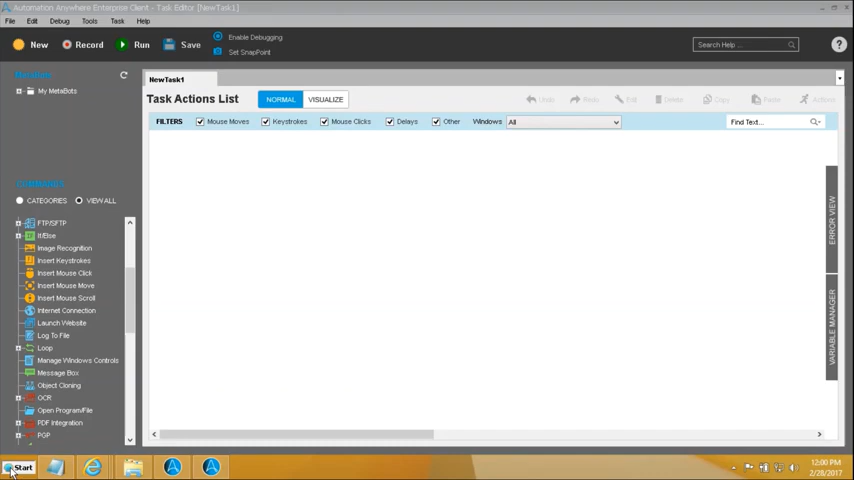 Automation Anywhere Enterprise Client - Task Editor [NewTask1]
File Edit Debug Tools Task Help
New Record Run Save
Enable Debugging
Set SnapPoint
Search Help ...
?
MetaBots
My MetaBots
NewTask1
Task Actions List NORMAL VISUALIZE Undo Redo Edit Delete Copy Paste Actions
FILTERS Mouse Moves Keystrokes Mouse Clicks Delays Other Windows All Find Text...
COMMANDS
CATEGORIES VIEW ALL
FTP/SFTP
If/Else
Image Recognition
Insert Keystrokes
Insert Mouse Click
Insert Mouse Move
Insert Mouse Scroll
Internet Connection
Launch Website
Log To File
Loop
Manage Windows Controls
Message Box
Object Cloning
OCR
Open Program/File
PDF Integration
PGP
ERROR VIEW
VARIABLE MANAGER
Start
12:00 PM
2/28/2017